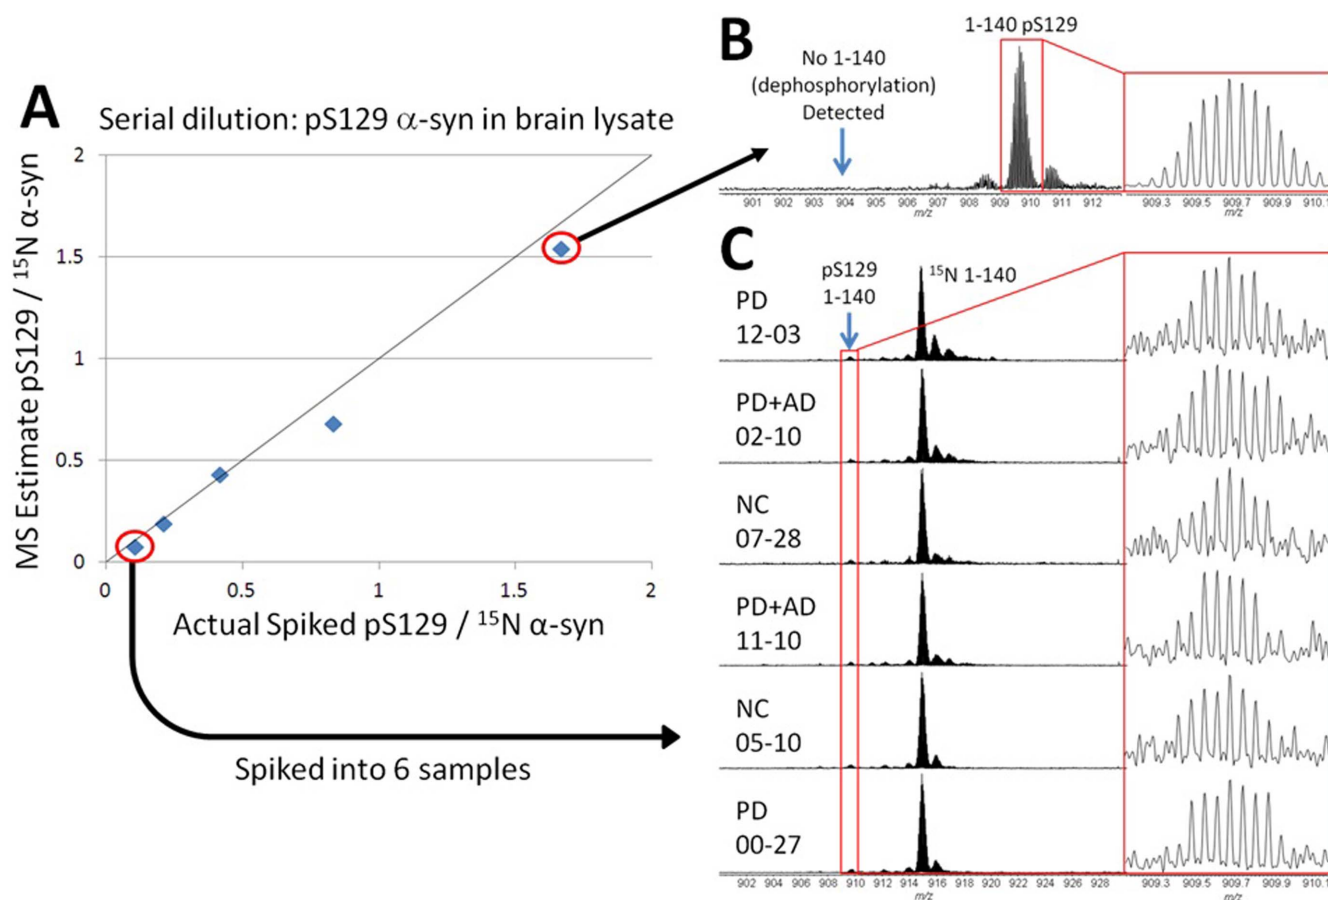 A
Serial dilution: pS129 α-syn in brain lysate
MS Estimate pS129 / ¹⁵N α-syn
2
1.5
1
0.5
0
0
0.5
1
1.5
2
Actual Spiked pS129 / ¹⁵N α-syn
Spiked into 6 samples
B
1-140 pS129
No 1-140
(dephosphorylation)
Detected
901 902 903 904 905 906 907 908 909 910 911 912
m/z
909.3 909.5 909.7 909.9 910.1
m/z
C
pS129
1-140
¹⁵N 1-140
PD
12-03
PD+AD
02-10
NC
07-28
PD+AD
11-10
NC
05-10
PD
00-27
902 904 906 908 910 912 914 916 918 920 922 924 926 928
m/z
909.3 909.5 909.7 909.9 910.1
m/z